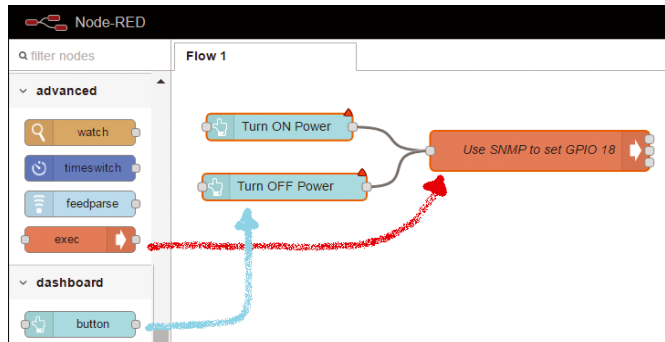 Node-RED
filter nodes
Flow 1
advanced
watch
timeswitch
feedparse
exec
dashboard
button
Turn ON Power
Turn OFF Power
Use SNMP to set GPIO 18